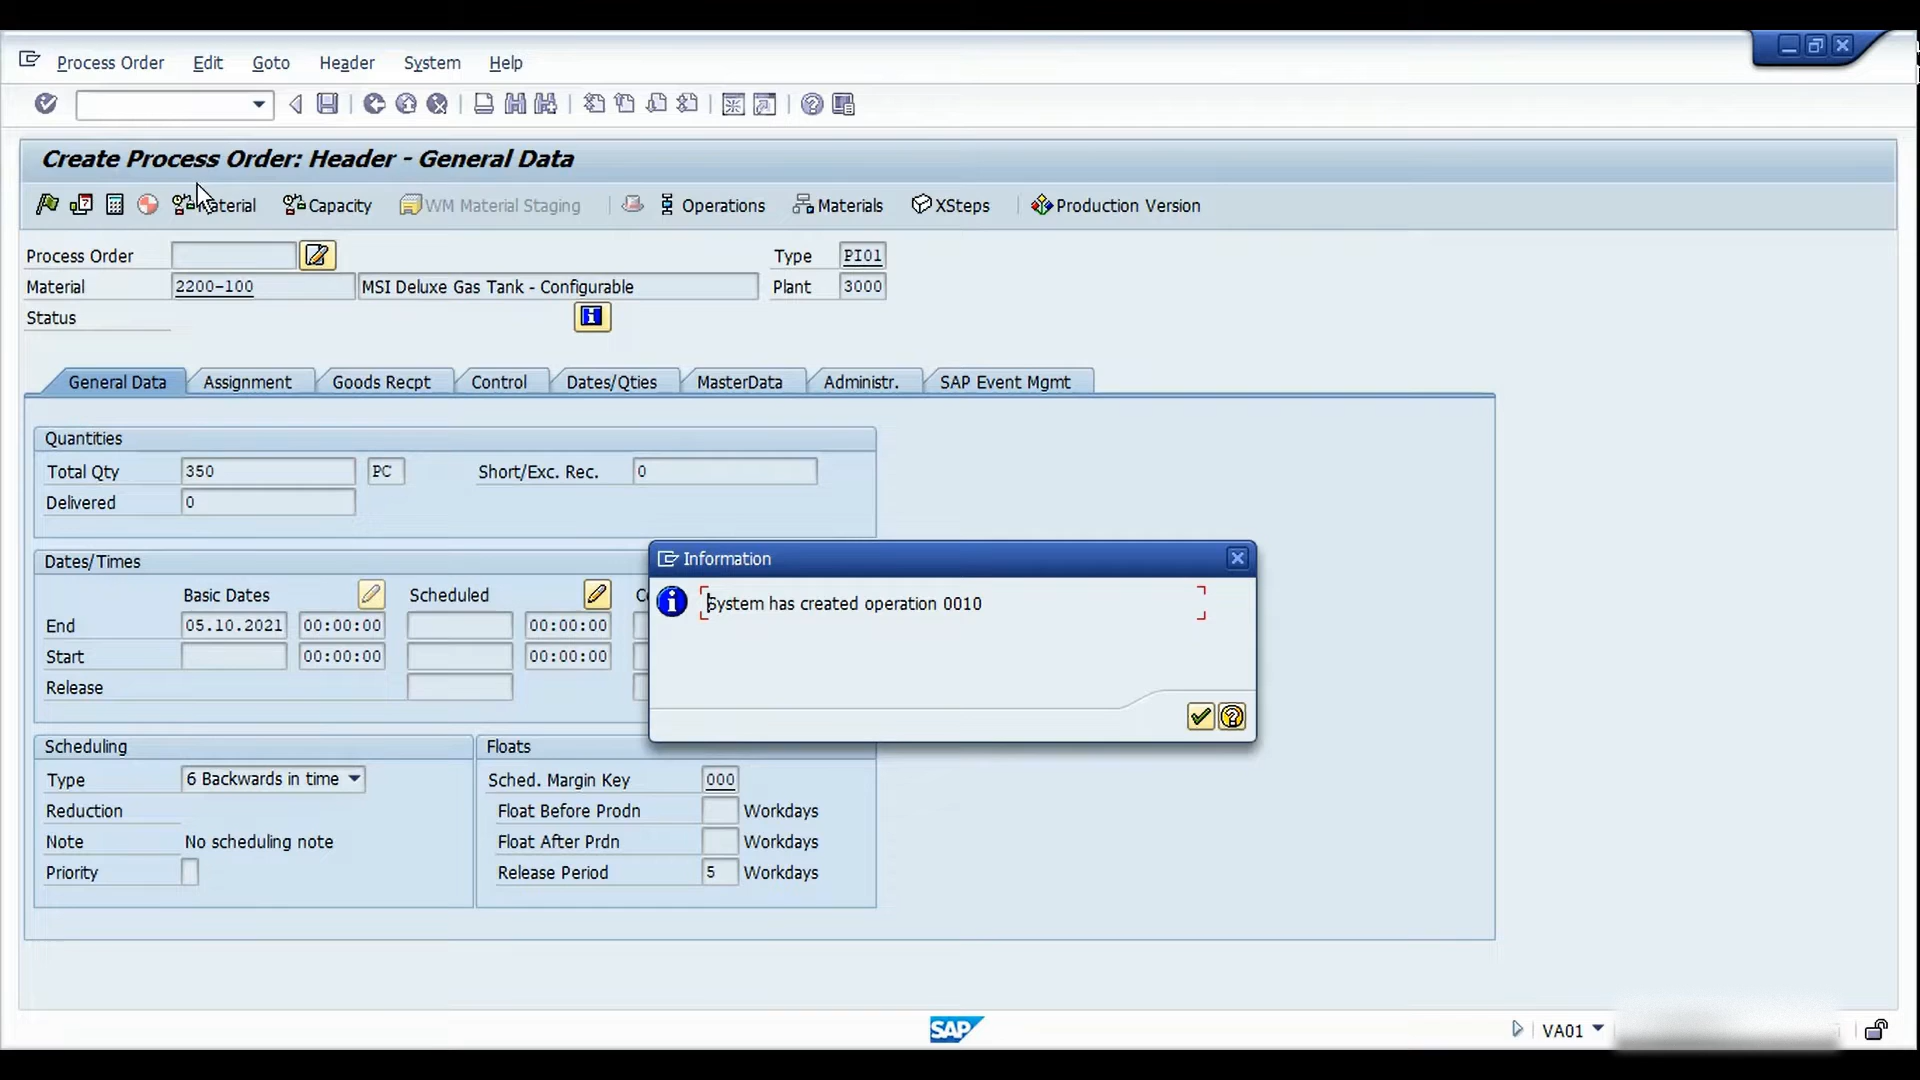 Process Order Edit Goto Header System Help
Create Process Order: Header - General Data
Material Capacity WM Material Staging Operations Materials XSteps Production Version
Process Order Type PI01
Material 2200-100 MSI Deluxe Gas Tank - Configurable Plant 3000
Status
General Data Assignment Goods Recpt Control Dates/Qties MasterData Administr. SAP Event Mgmt
Quantities
Total Qty 350 PC Short/Exc. Rec. 0
Delivered 0
Dates/Times
Basic Dates Scheduled
End 05.10.2021 00:00:00 00:00:00
Start 00:00:00 00:00:00
Release
Information
System has created operation 0010
Scheduling
Type 6 Backwards in time
Reduction
Note No scheduling note
Priority
Floats
Sched. Margin Key 000
Float Before Prodn Workdays
Float After Prdn Workdays
Release Period 5 Workdays
SAP VA01